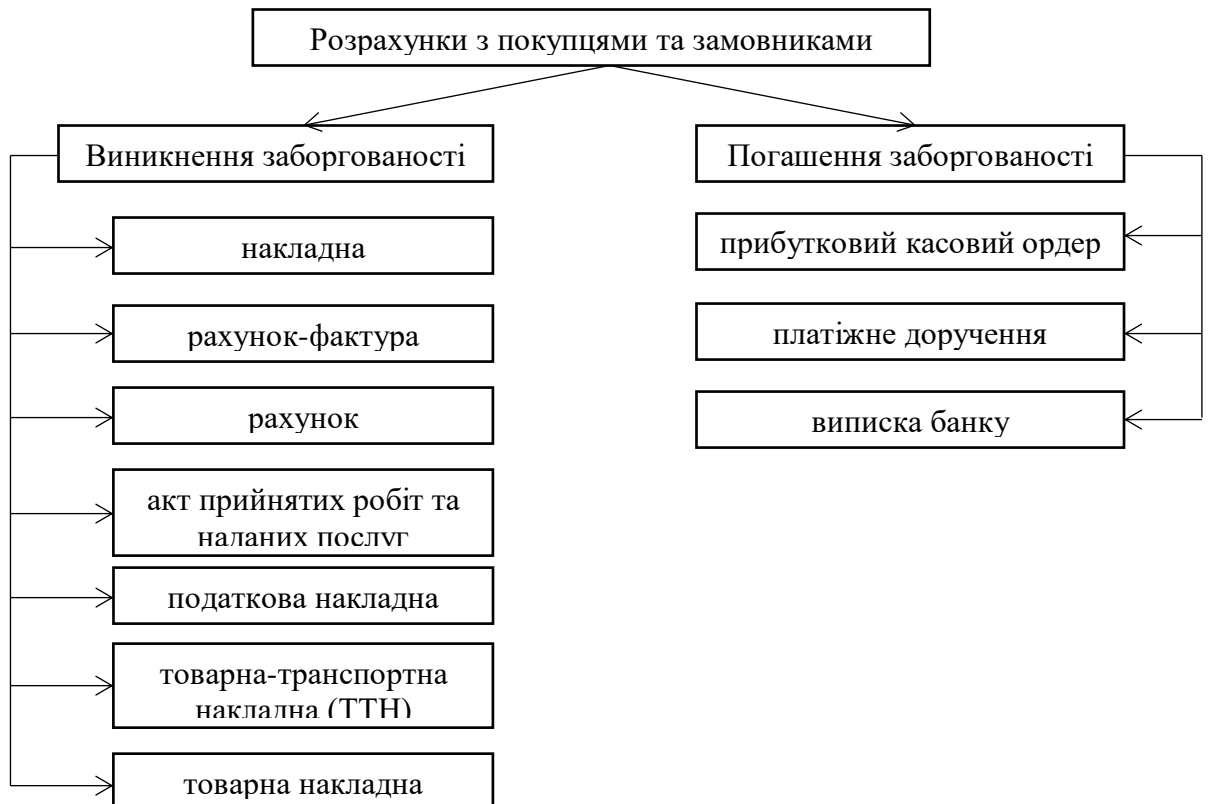 Розрахунки з покупцями та замовниками
Виникнення заборгованості
накладна
рахунок-фактура
рахунок
акт прийнятих робіт та
наданих послуг
податкова накладна
товарна-транспортна
накладна (ТТН)
товарна накладна
Погашення заборгованості
прибутковий касовий ордер
платіжне доручення
виписка банку